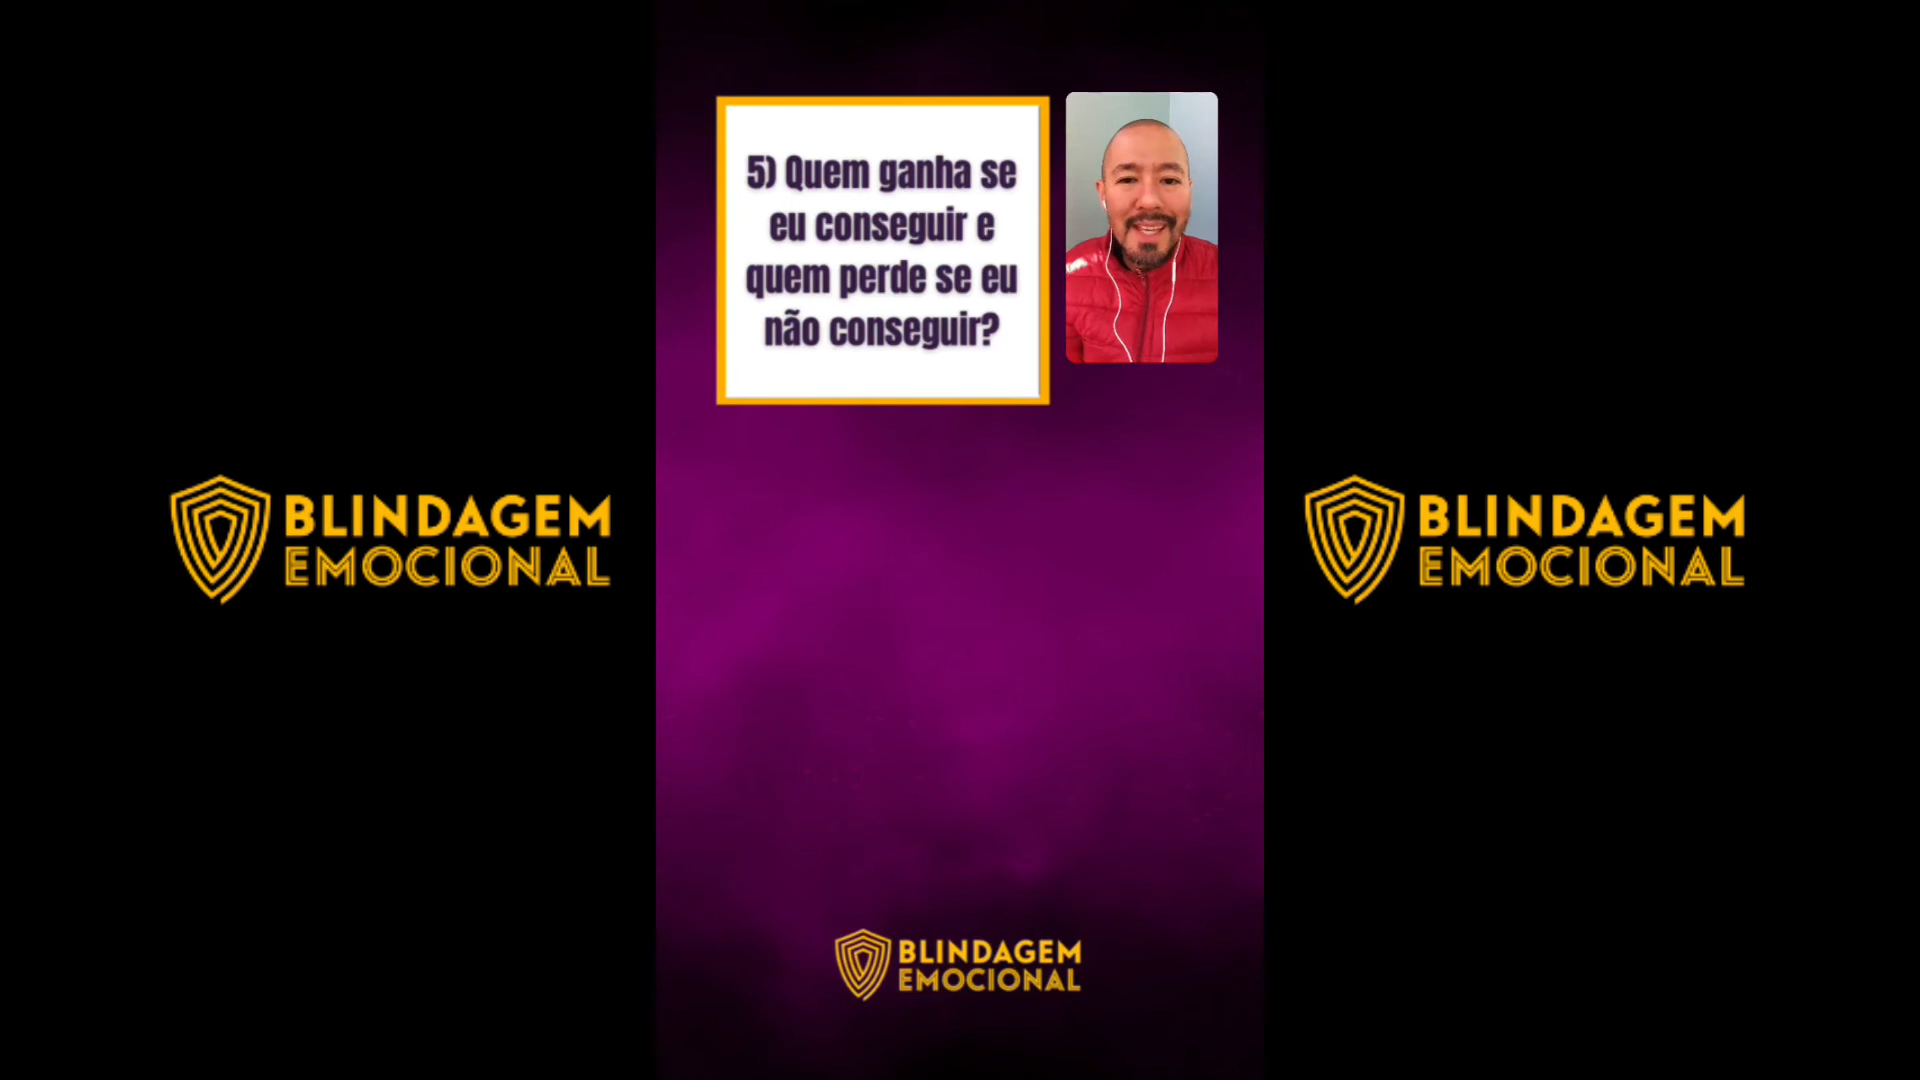 5) Quem ganha se
eu conseguir e
quem perde se eu
não conseguir?
BLINDAGEM
EMOCIONAL
BLINDAGEM
EMOCIONAL
BLINDAGEM
EMOCIONAL